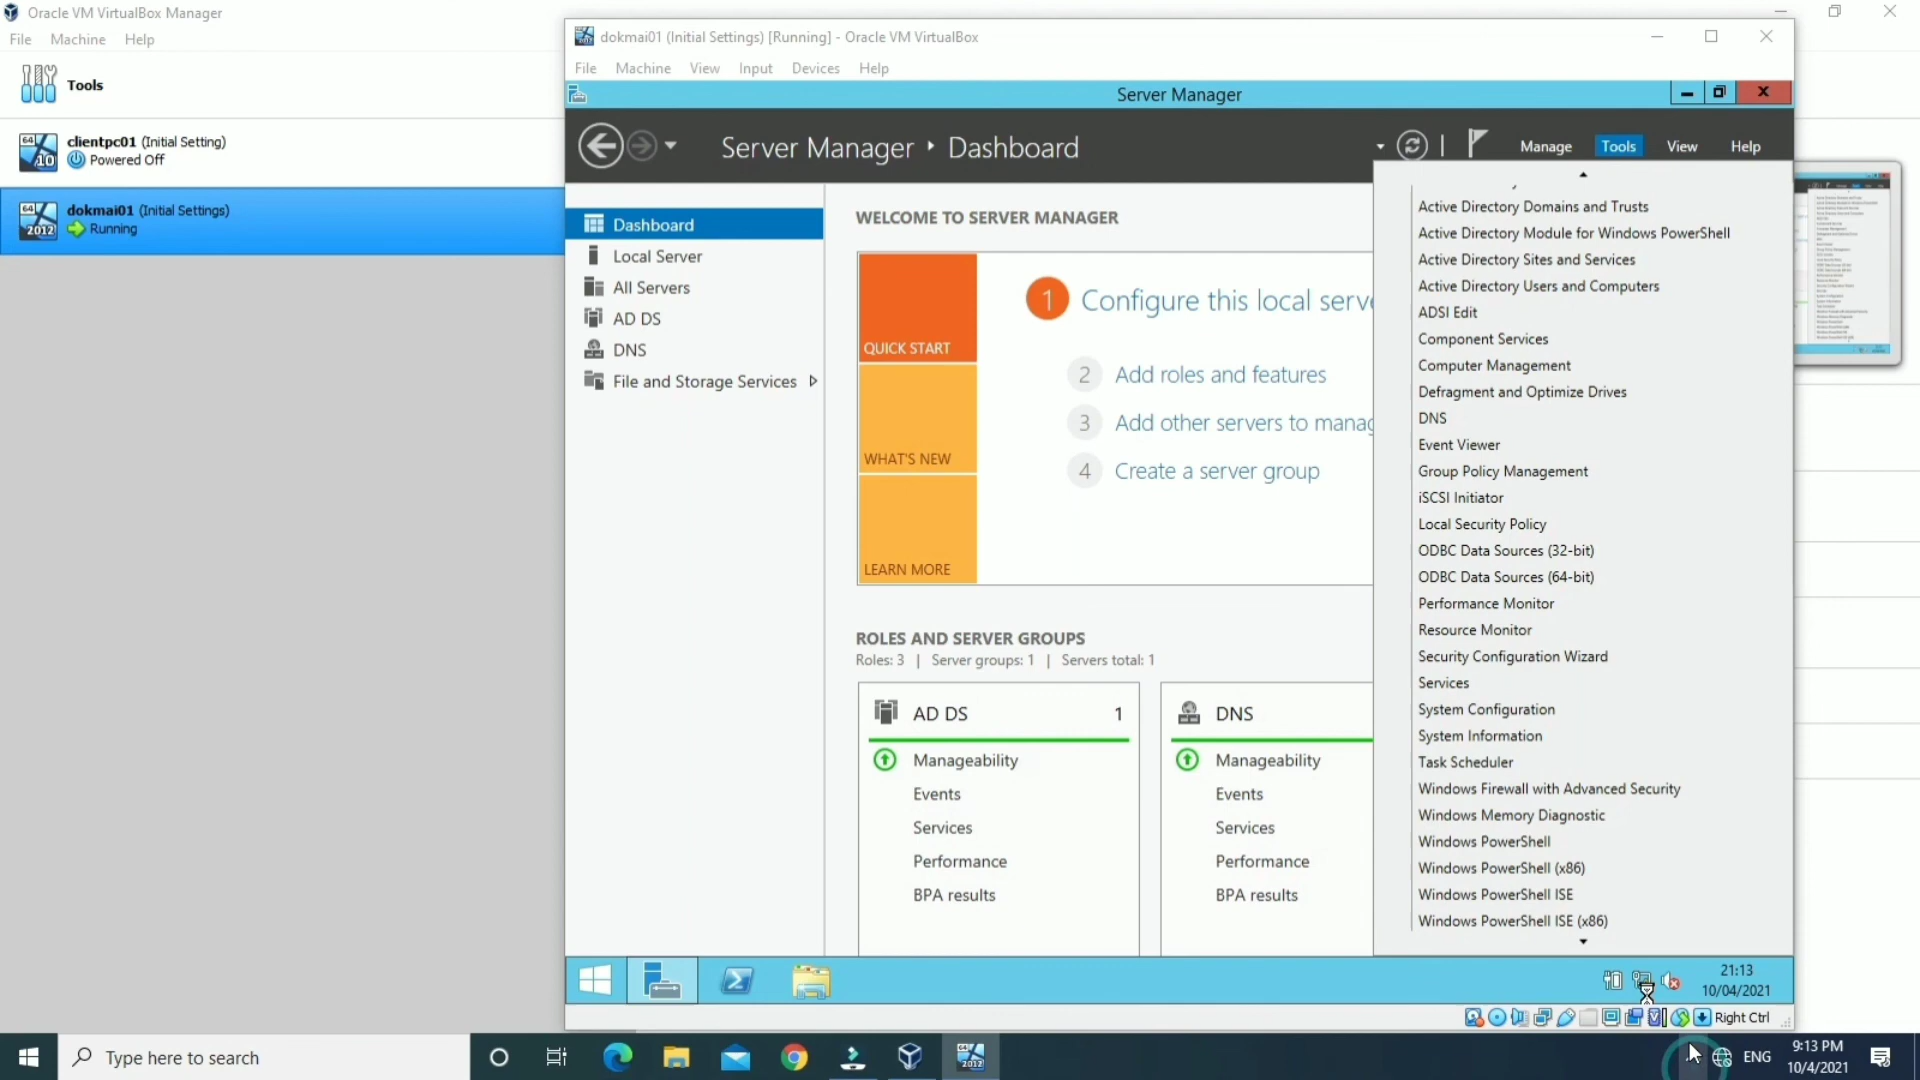 Oracle VM VirtualBox Manager
File Machine Help
Tools
clientpc01 (Initial Setting)
Powered Off
dokmai01 (Initial Settings)
Running
64
10
64
2012
dokmai01 (Initial Settings) [Running] - Oracle VM VirtualBox
File Machine View Input Devices Help
Server Manager
Server Manager Dashboard
Manage Tools View Help
Dashboard
Local Server
All Servers
AD DS
DNS
File and Storage Services
WELCOME TO SERVER MANAGER
QUICK START
WHAT'S NEW
LEARN MORE
1 Configure this local serve
2 Add roles and features
3 Add other servers to manag
4 Create a server group
ROLES AND SERVER GROUPS
Roles: 3 | Server groups: 1 | Servers total: 1
AD DS 1
Manageability
Events
Services
Performance
BPA results
DNS
Manageability
Events
Services
Performance
BPA results
Active Directory Domains and Trusts
Active Directory Module for Windows PowerShell
Active Directory Sites and Services
Active Directory Users and Computers
ADSI Edit
Component Services
Computer Management
Defragment and Optimize Drives
DNS
Event Viewer
Group Policy Management
iSCSI Initiator
Local Security Policy
ODBC Data Sources (32-bit)
ODBC Data Sources (64-bit)
Performance Monitor
Resource Monitor
Security Configuration Wizard
Services
System Configuration
System Information
Task Scheduler
Windows Firewall with Advanced Security
Windows Memory Diagnostic
Windows PowerShell
Windows PowerShell (x86)
Windows PowerShell ISE
Windows PowerShell ISE (x86)
21:13
10/04/2021
Right Ctrl
Type here to search
64
2012
ENG
9:13 PM
10/4/2021